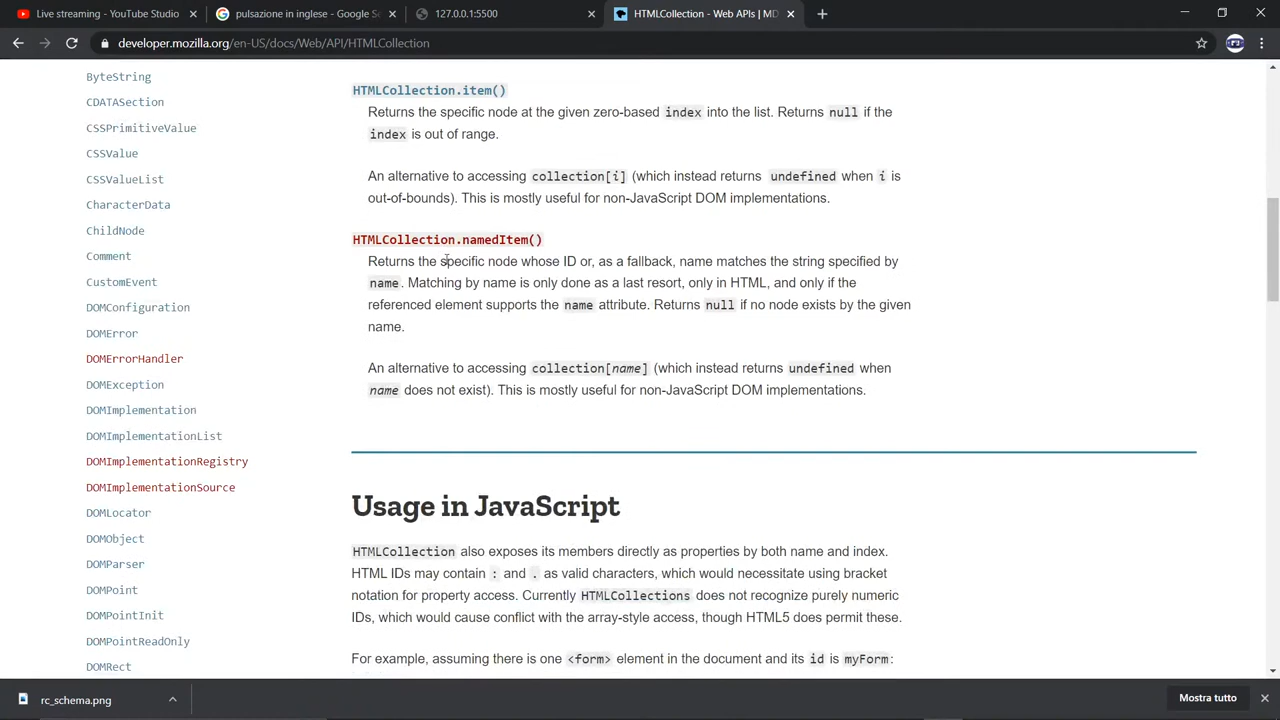 Live streaming - YouTube Studio
pulsazione in inglese - Google Se
127.0.0.1:5500
HTMLCollection - Web APIs | MD
developer.mozilla.org/en-US/docs/Web/API/HTMLCollection
ByteString
CDATASection
CSSPrimitiveValue
CSSValue
CSSValueList
CharacterData
ChildNode
Comment
CustomEvent
DOMConfiguration
DOMError
DOMErrorHandler
DOMException
DOMImplementation
DOMImplementationList
DOMImplementationRegistry
DOMImplementationSource
DOMLocator
DOMObject
DOMParser
DOMPoint
DOMPointInit
DOMPointReadOnly
DOMRect
HTMLCollection.item()
Returns the specific node at the given zero-based index into the list. Returns null if the
index is out of range.
An alternative to accessing collection[i] (which instead returns undefined when i is
out-of-bounds). This is mostly useful for non-JavaScript DOM implementations.
HTMLCollection.namedItem()
Returns the specific node whose ID or, as a fallback, name matches the string specified by
name. Matching by name is only done as a last resort, only in HTML, and only if the
referenced element supports the name attribute. Returns null if no node exists by the given
name.
An alternative to accessing collection[name] (which instead returns undefined when
name does not exist). This is mostly useful for non-JavaScript DOM implementations.
Usage in JavaScript
HTMLCollection also exposes its members directly as properties by both name and index.
HTML IDs may contain : and . as valid characters, which would necessitate using bracket
notation for property access. Currently HTMLCollections does not recognize purely numeric
IDs, which would cause conflict with the array-style access, though HTML5 does permit these.
For example, assuming there is one <form> element in the document and its id is myForm:
rc_schema.png
Mostra tutto